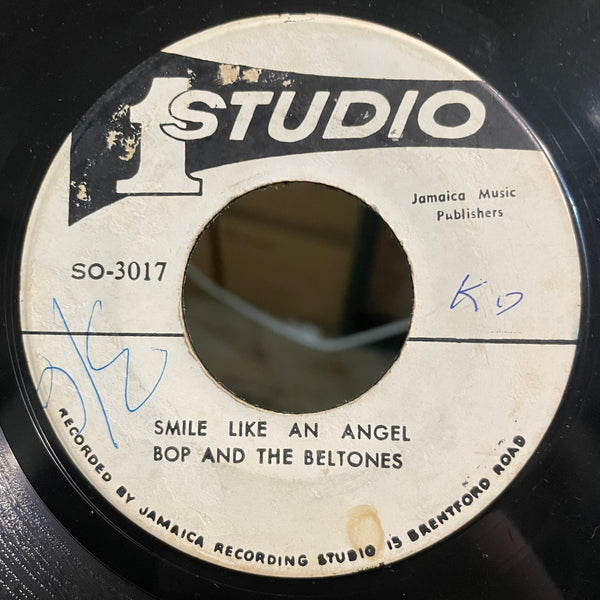 1 STUDIO
Jamaica Music
Publishers
SO-3017
KD
SMILE LIKE AN ANGEL
BOP AND THE BELTONES
RECORDED BY JAMAICA RECORDING STUDIO 13 BRENTFORD ROAD